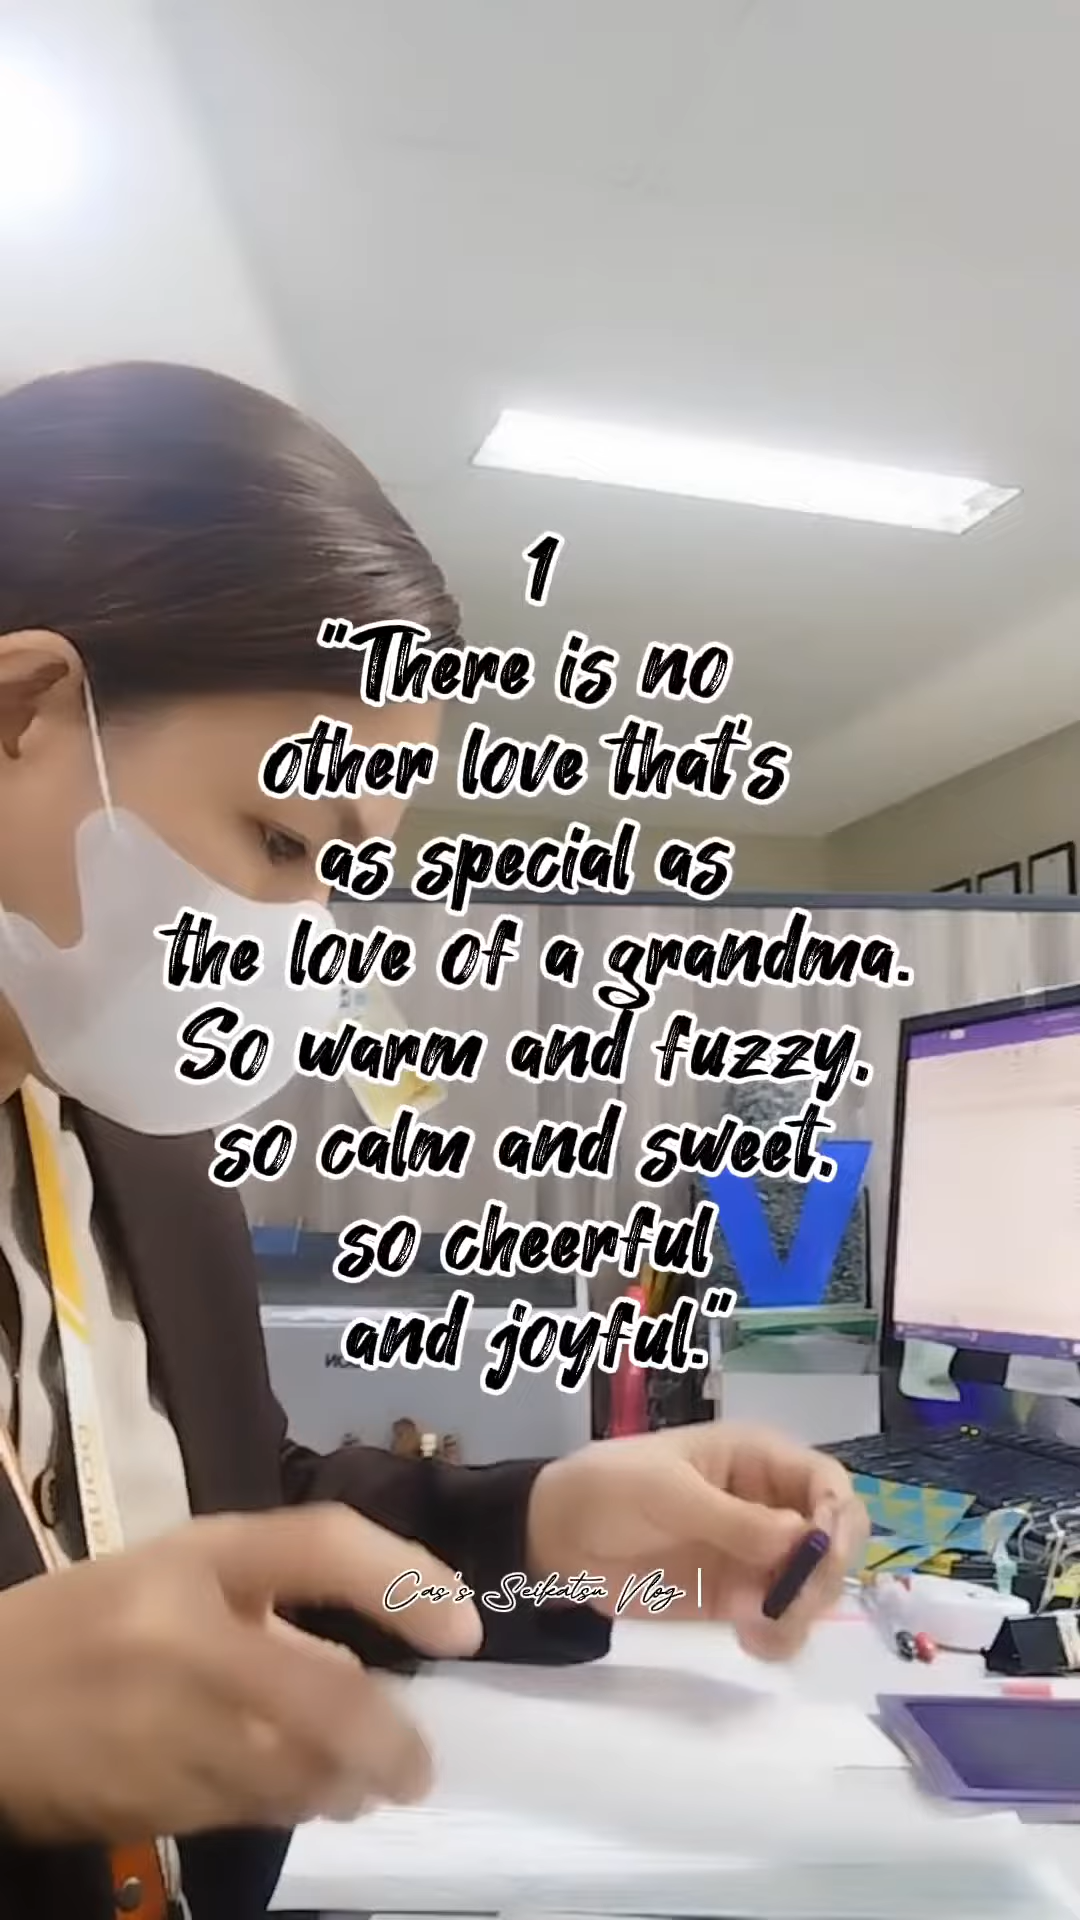 1
"There is no
other love that's
as special as
the love of a grandma.
So warm and fuzzy.
so calm and sweet.
so cheerful
and joyful."
V
Cas's Seikatsu Vlog |